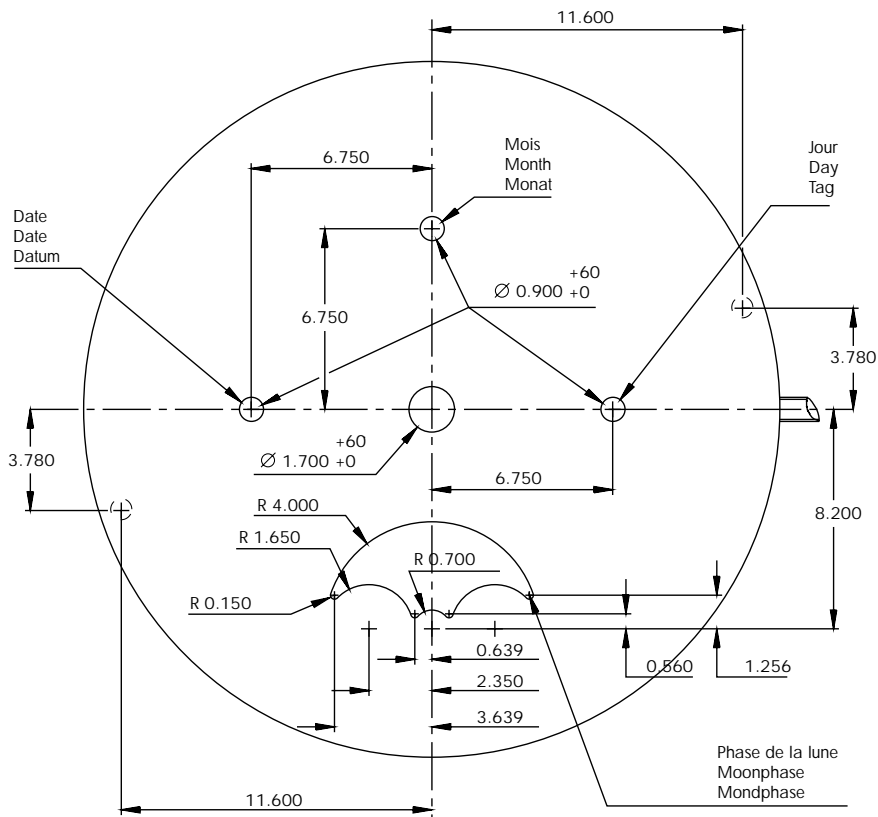 11.600
Mois
Month
Monat
Jour
Day
Tag
6.750
Date
Date
Datum
+60
Ø 0.900 +0
6.750
3.780
+60
Ø 1.700 +0
3.780
6.750
R 4.000
8.200
R 1.650
R 0.700
R 0.150
0.639
0.560
1.256
2.350
3.639
Phase de la lune
Moonphase
Mondphase
11.600